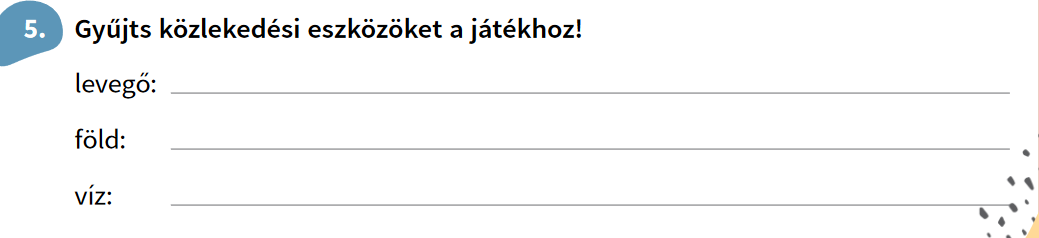 5. Gyűjts közlekedési eszközöket a játékhoz!
levegő:
föld:
víz: